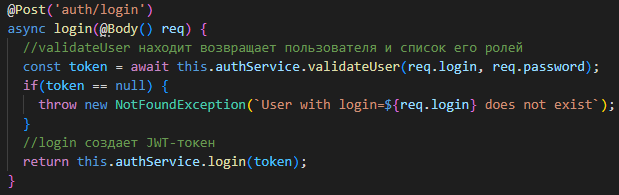 @Post('auth/login')
async login(@Body() req) {
//validateUser находит возвращает пользователя и список его ролей
const token = await this.authService.validateUser(req.login, req.password);
if(token == null) {
throw new NotFoundException(`User with login=${req.login} does not exist`);
}
//login создает JWT-токен
return this.authService.login(token);
}